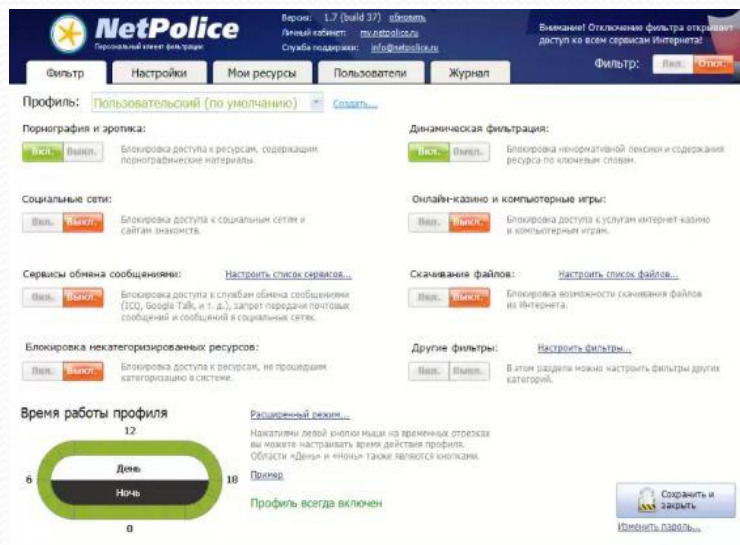 NetPolice
Персональный клиент фильтрации
Версия: 1.7 (build 37) обновить
Личный кабинет: my.netpolice.ru
Служба поддержки: info@netpolice.ru
Внимание! Отключение фильтра открывает
доступ ко всем сервисам Интернета!
Фильтр: Вкл. Откл.
Фильтр Настройки Мои ресурсы Пользователи Журнал
Профиль: Пользовательский (по умолчанию) Создать...
Порнография и эротика:
Вкл. Выкл.
Блокировка доступа к ресурсам, содержащим
порнографические материалы.
Динамическая фильтрация:
Вкл. Выкл.
Блокировка ненормативной лексики и содержания
ресурса по ключевым словам.
Социальные сети:
Вкл. Выкл.
Блокировка доступа к социальным сетям и
сайтам знакомств.
Онлайн-казино и компьютерные игры:
Вкл. Выкл.
Блокировка доступа к услугам интернет-казино
и компьютерным играм.
Сервисы обмена сообщениями: Настроить список сервисов...
Вкл. Выкл.
Блокировка доступа к службам обмена сообщениями
(ICQ, Google Talk, и т. д.), запрет передачи почтовых
сообщений и сообщений в социальных сетях.
Скачивание файлов: Настроить список файлов...
Вкл. Выкл.
Блокировка возможности скачивания файлов
из Интернета.
Блокировка некатегоризированных ресурсов:
Вкл. Выкл.
Блокировка доступа к ресурсам, не прошедшим
категоризацию в системе.
Другие фильтры: Настроить фильтры...
Вкл. Выкл.
В этом разделе можно настроить фильтры других
категорий.
Время работы профиля
12
6
День
Ночь
18
0
Расширенный режим...
Нажатиями левой кнопки мыши на временных отрезках
вы можете настраивать время действия профиля.
Области «День» и «Ночь» также являются кнопками.
Пример
Профиль всегда включен
Сохранить и
закрыть
Изменить пароль...